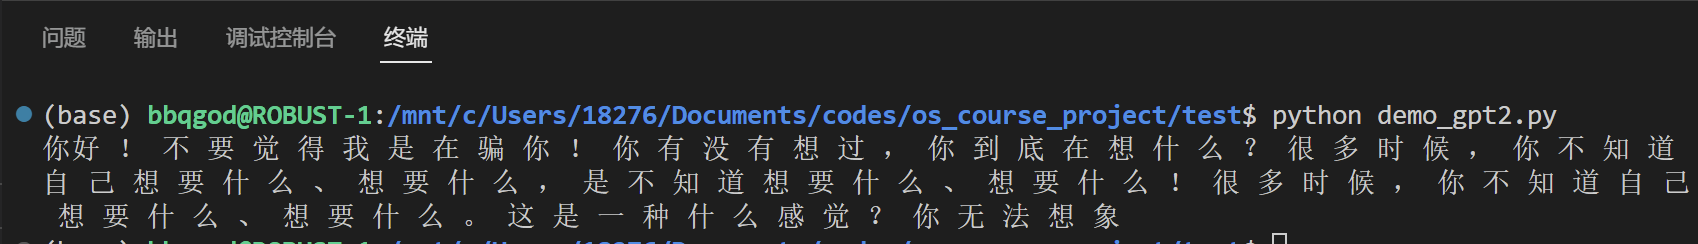 问题 输出 调试控制台 终端
(base) bbqgod@ROBUST-1:/mnt/c/Users/18276/Documents/codes/os_course_project/test$ python demo_gpt2.py
你好 ！ 不 要 觉 得 我 是 在 骗 你 ！ 你 有 没 有 想 过 ， 你 到 底 在 想 什 么 ？ 很 多 时 候 ， 你 不 知 道
自 己 想 要 什 么 、 想 要 什 么 ， 是 不 知 道 想 要 什 么 、 想 要 什 么 ！ 很 多 时 候 ， 你 不 知 道 自 己
想 要 什 么 、 想 要 什 么 。 这 是 一 种 什 么 感 觉 ？ 你 无 法 想 象